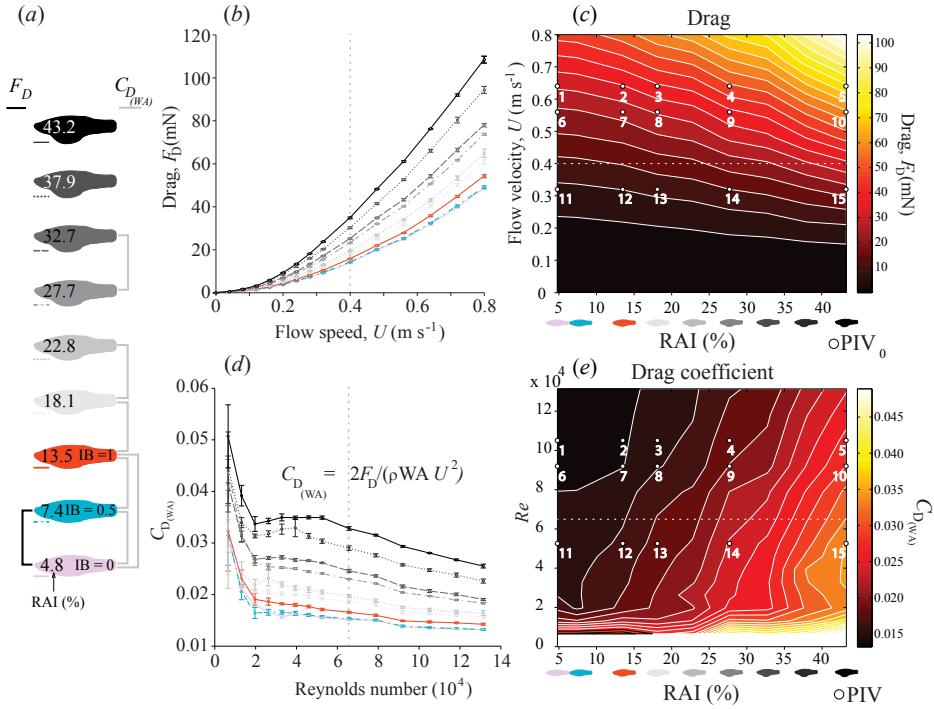 (a)
F_D
C_D(WA)
43.2
37.9
32.7
27.7
22.8
18.1
13.5 IB = 1
7.4 IB = 0.5
4.8 IB = 0
RAI (%)
(b)
120
100
80
60
40
20
0
Drag, F_D (mN)
0 0.2 0.4 0.6 0.8
Flow speed, U (m s⁻¹)
(c) Drag
0.8
0.7
0.6
0.5
0.4
0.3
0.2
0.1
0
Flow velocity, U (m s⁻¹)
1 2 3 4 5
6 7 8 9 10
11 12 13 14 15
5 10 15 20 25 30 35 40
RAI (%)
PIV
0
100
90
80
70
60
50
40
30
20
10
0
Drag, F_D (mN)
(d)
0.06
0.05
0.04
0.03
0.02
0.01
C_D(WA)
C_D(WA) = 2F_D/(ρWA U²)
0 2 4 6 8 10 12 14
Reynolds number (10⁴)
(e) Drag coefficient
x 10⁴
12
10
8
6
4
2
0
Re
1 2 3 4 5
6 7 8 9 10
11 12 13 14 15
5 10 15 20 25 30 35 40
RAI (%)
PIV
0.045
0.040
0.035
0.030
0.025
0.020
0.015
C_D(WA)